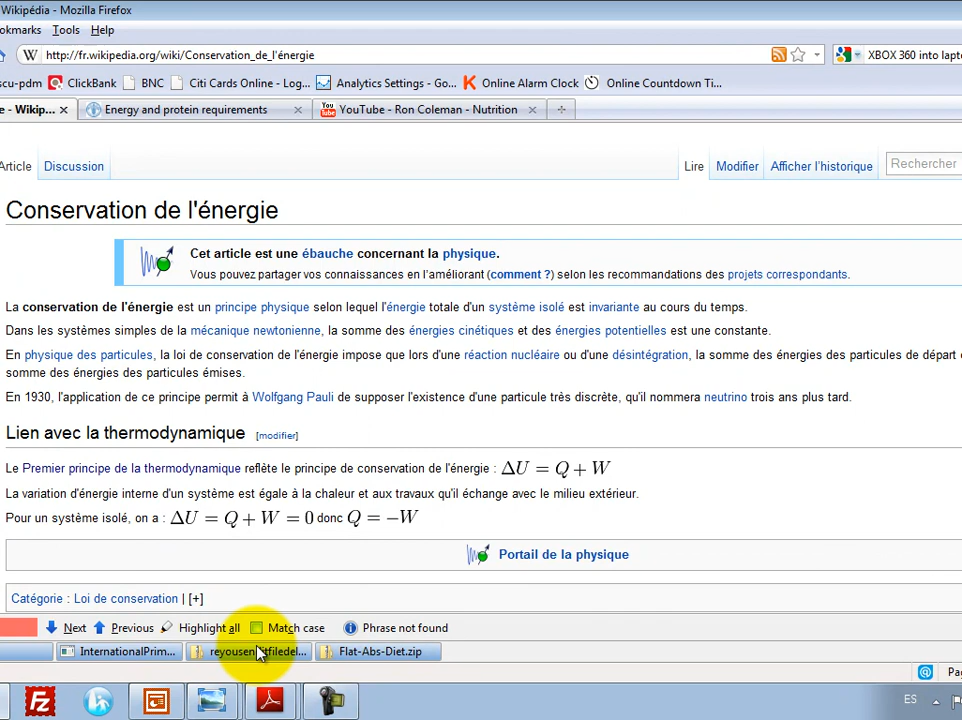 Wikipédia - Mozilla Firefox
okmarks Tools Help
W http://fr.wikipedia.org/wiki/Conservation_de_l'énergie XBOX 360 into lapt
scu-pdm ClickBank BNC Citi Cards Online - Log... Analytics Settings - Go... Online Alarm Clock Online Countdown Ti...
e - Wikip... Energy and protein requirements You Tube YouTube - Ron Coleman - Nutrition
Article Discussion Lire Modifier Afficher l'historique Rechercher
Conservation de l'énergie
Cet article est une ébauche concernant la physique.
Vous pouvez partager vos connaissances en l'améliorant (comment ?) selon les recommandations des projets correspondants.
La conservation de l'énergie est un principe physique selon lequel l'énergie totale d'un système isolé est invariante au cours du temps.
Dans les systèmes simples de la mécanique newtonienne, la somme des énergies cinétiques et des énergies potentielles est une constante.
En physique des particules, la loi de conservation de l'énergie impose que lors d'une réaction nucléaire ou d'une désintégration, la somme des énergies des particules de départ
somme des énergies des particules émises.
En 1930, l'application de ce principe permit à Wolfgang Pauli de supposer l'existence d'une particule très discrète, qu'il nommera neutrino trois ans plus tard.
Lien avec la thermodynamique [modifier]
Le Premier principe de la thermodynamique reflète le principe de conservation de l'énergie : ΔU = Q + W
La variation d'énergie interne d'un système est égale à la chaleur et aux travaux qu'il échange avec le milieu extérieur.
Pour un système isolé, on a : ΔU = Q + W = 0 donc Q = −W
Portail de la physique
Catégorie : Loi de conservation | [+]
Next Previous Highlight all Match case Phrase not found
InternationalPrim... Flat-Abs-Diet.zip
Pa
Fz ES